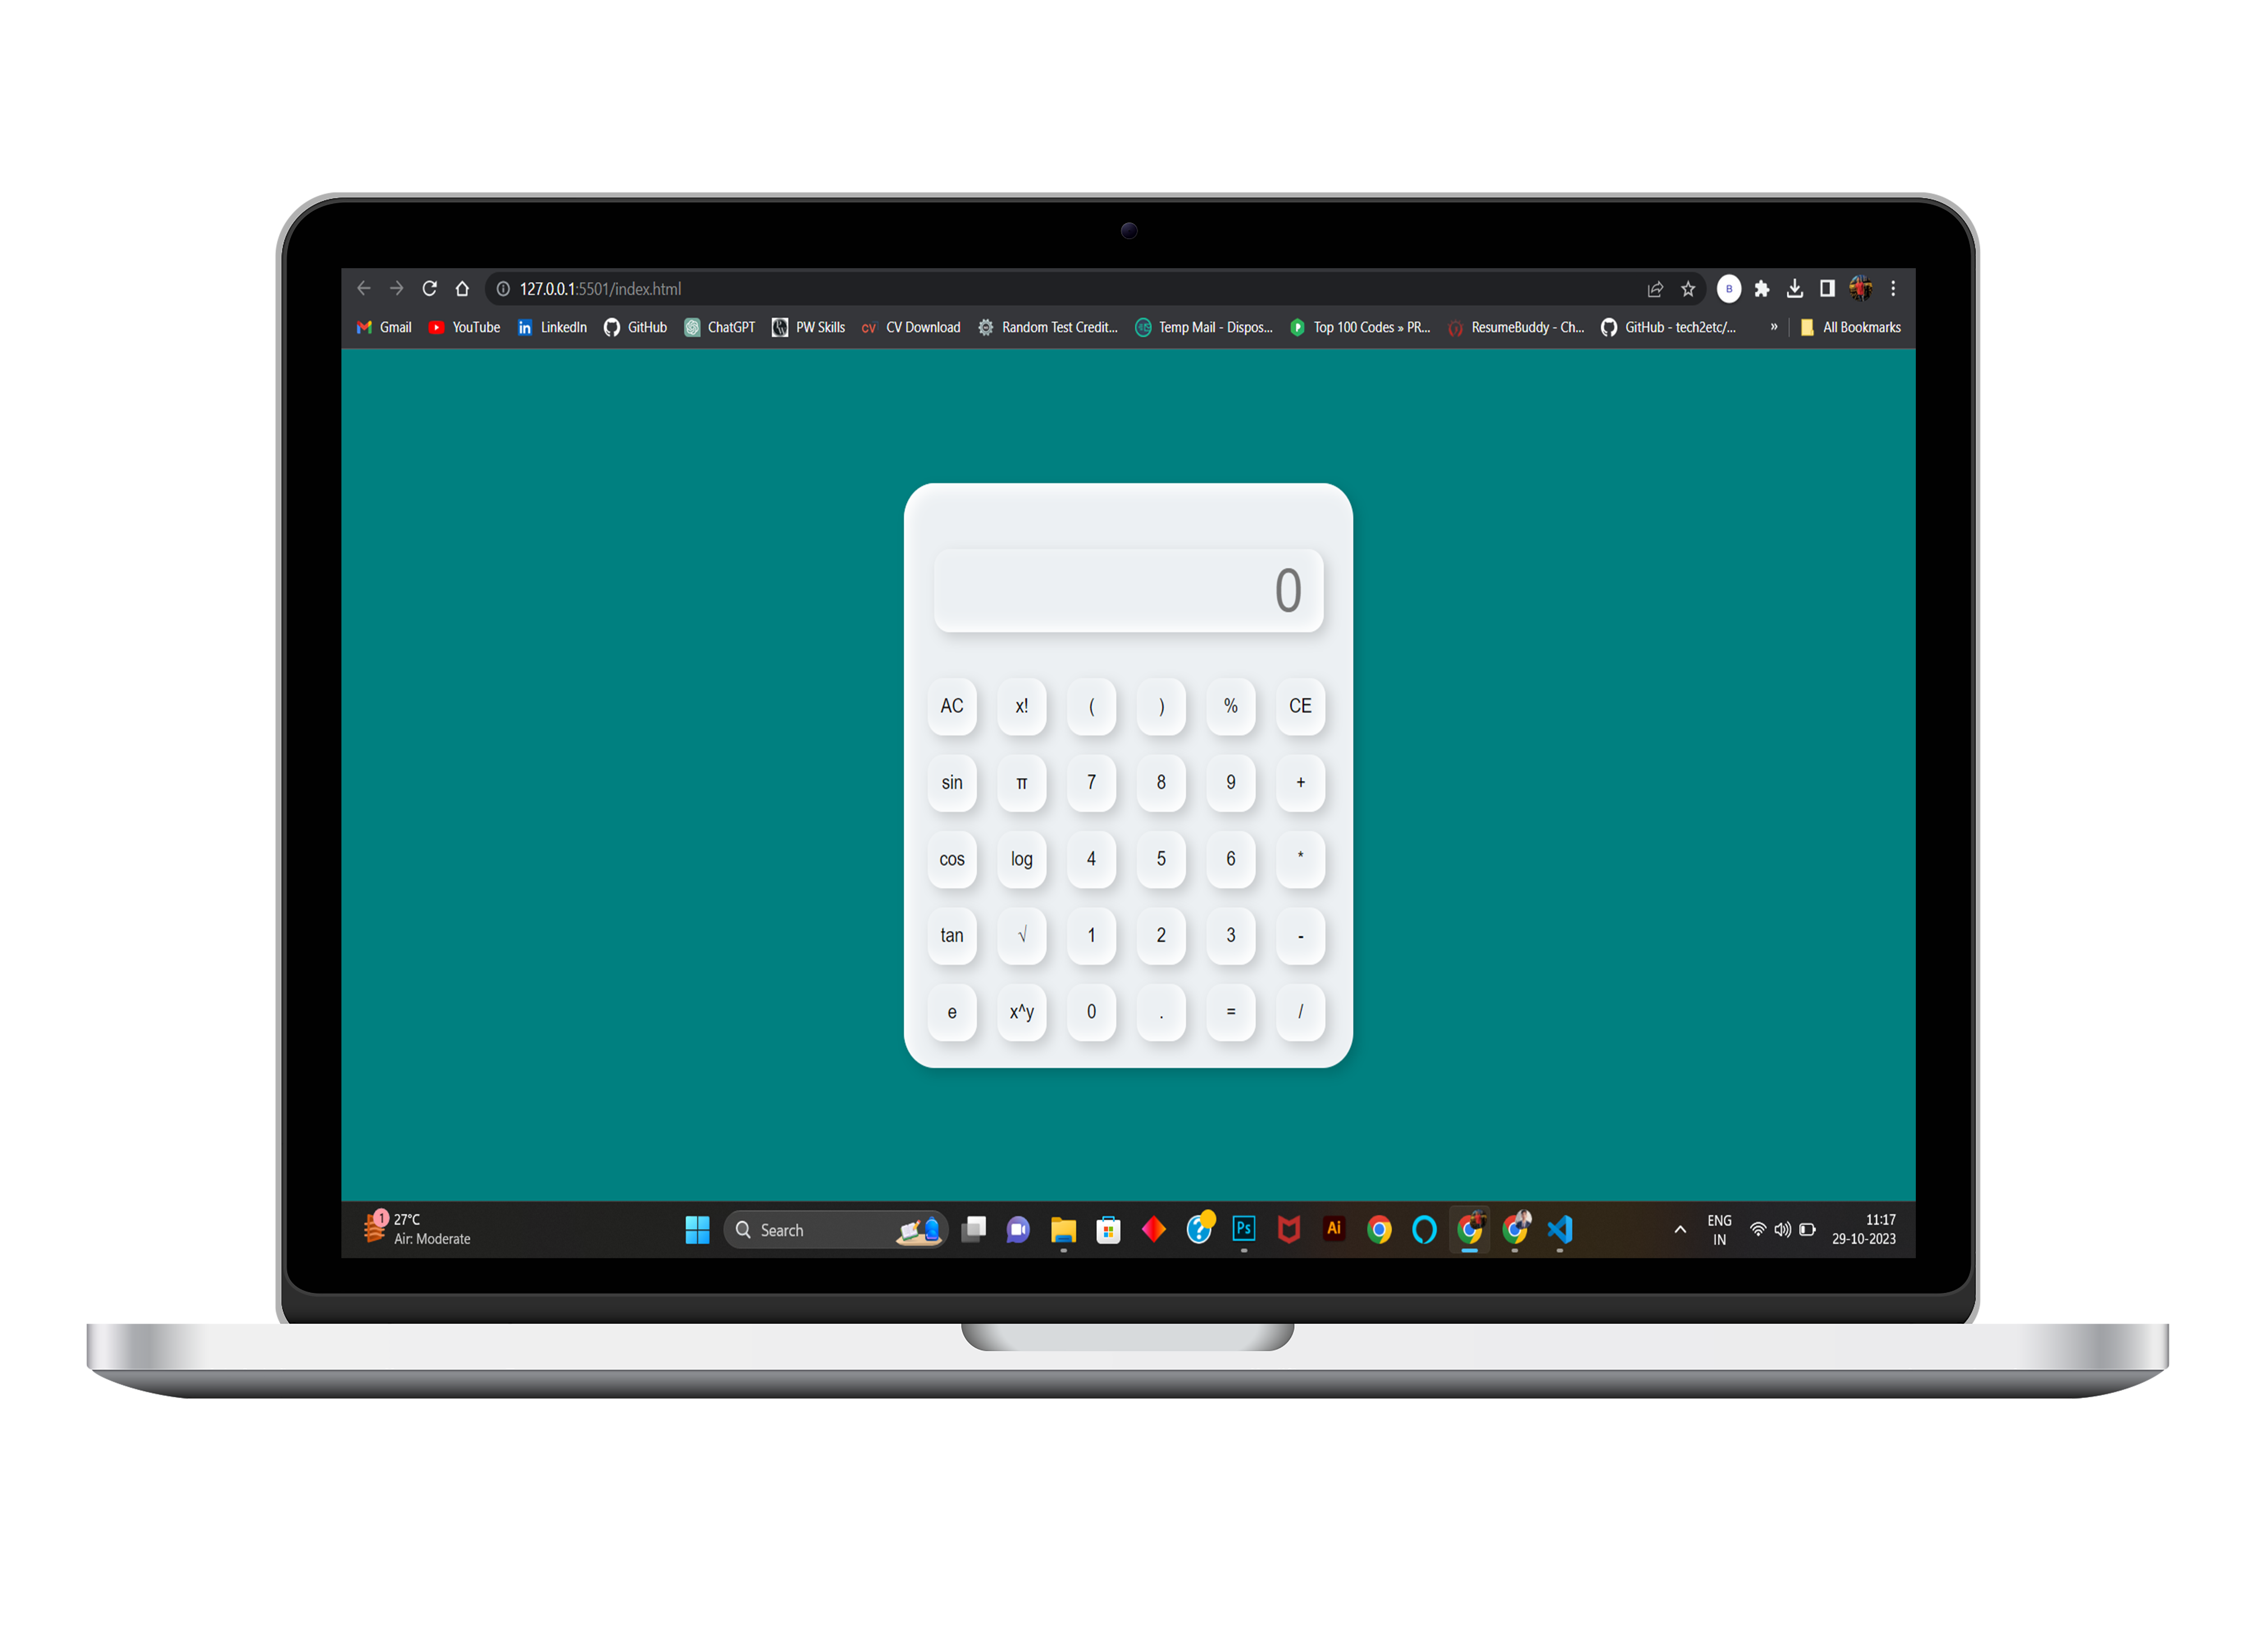 127.0.0.1:5501/index.html
B
Gmail YouTube LinkedIn GitHub ChatGPT PW Skills CV CV Download Random Test Credit... Temp Mail - Dispos... Top 100 Codes » PR... ResumeBuddy - Ch... GitHub - tech2etc/... » All Bookmarks
0
AC x! ( ) % CE
sin π 7 8 9 +
cos log 4 5 6 *
tan √ 1 2 3 -
e x^y 0 . = /
1 27°C
Air: Moderate
Search
Ps
Ai
ENG
IN
11:17
29-10-2023